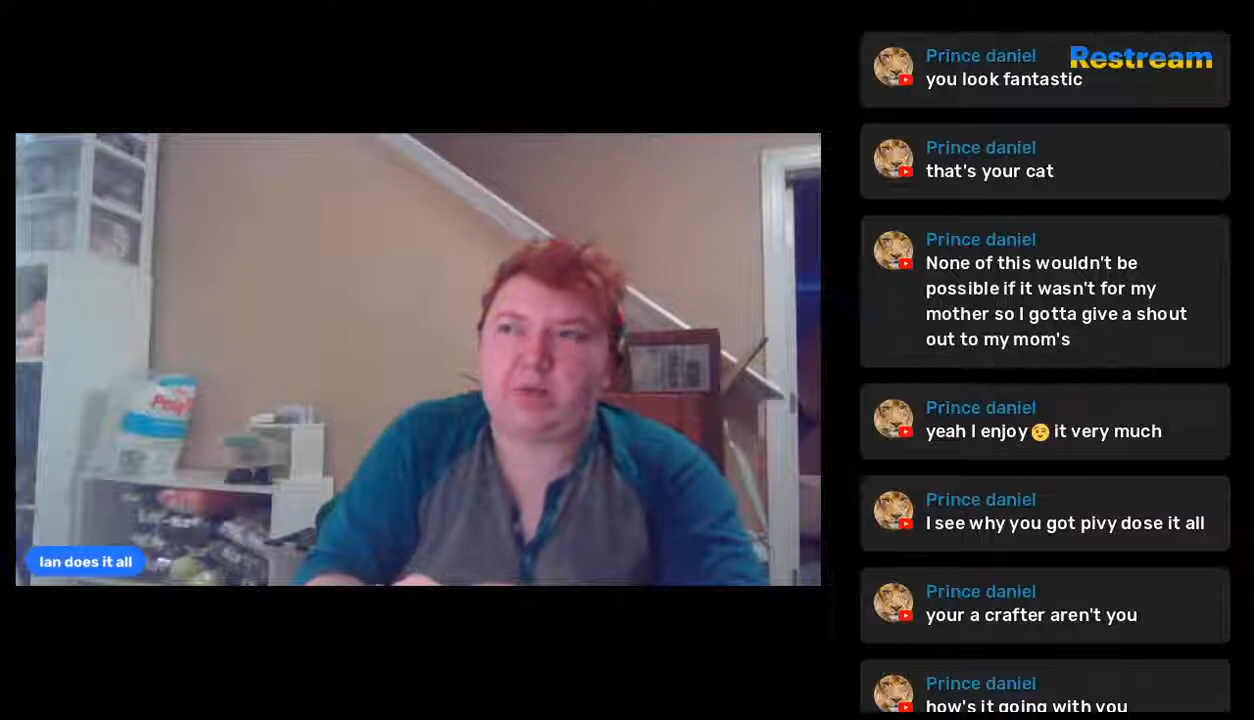 Prince daniel
Restream
you look fantastic
Prince daniel
that's your cat
Prince daniel
None of this wouldn't be
possible if it wasn't for my
mother so I gotta give a shout
out to my mom's
Prince daniel
yeah I enjoy 🤨 it very much
Prince daniel
I see why you got pivy dose it all
Prince daniel
your a crafter aren't you
Prince daniel
how's it going with you
Ian does it all